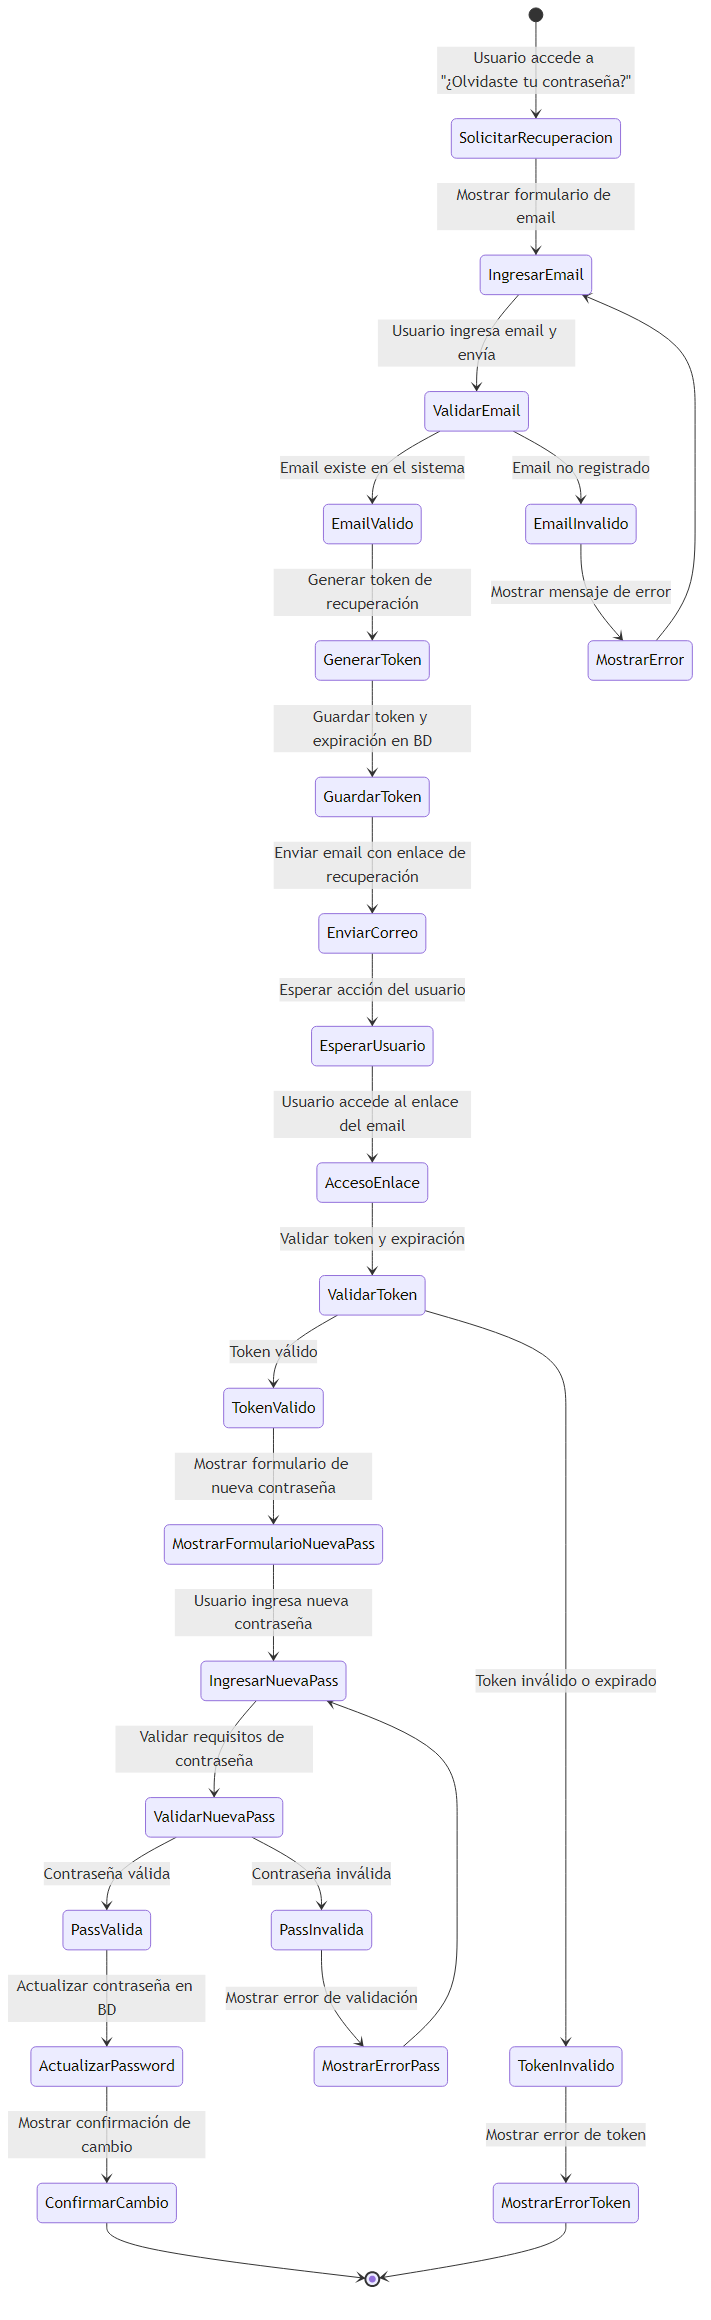 Usuario accede a
"¿Olvidaste tu contraseña?"
SolicitarRecuperacion
Mostrar formulario de
email
IngresarEmail
Usuario ingresa email y
envía
ValidarEmail
Email existe en el sistema
Email no registrado
EmailValido
EmailInvalido
Generar token de
recuperación
Mostrar mensaje de error
GenerarToken
MostrarError
Guardar token y
expiración en BD
GuardarToken
Enviar email con enlace de
recuperación
EnviarCorreo
Esperar acción del usuario
EsperarUsuario
Usuario accede al enlace
del email
AccesoEnlace
Validar token y expiración
ValidarToken
Token válido
TokenValido
Mostrar formulario de
nueva contraseña
MostrarFormularioNuevaPass
Usuario ingresa nueva
contraseña
IngresarNuevaPass
Token inválido o expirado
Validar requisitos de
contraseña
ValidarNuevaPass
Contraseña válida
Contraseña inválida
PassValida
PassInvalida
Actualizar contraseña en
BD
Mostrar error de validación
ActualizarPassword
MostrarErrorPass
TokenInvalido
Mostrar confirmación de
cambio
Mostrar error de token
ConfirmarCambio
MostrarErrorToken